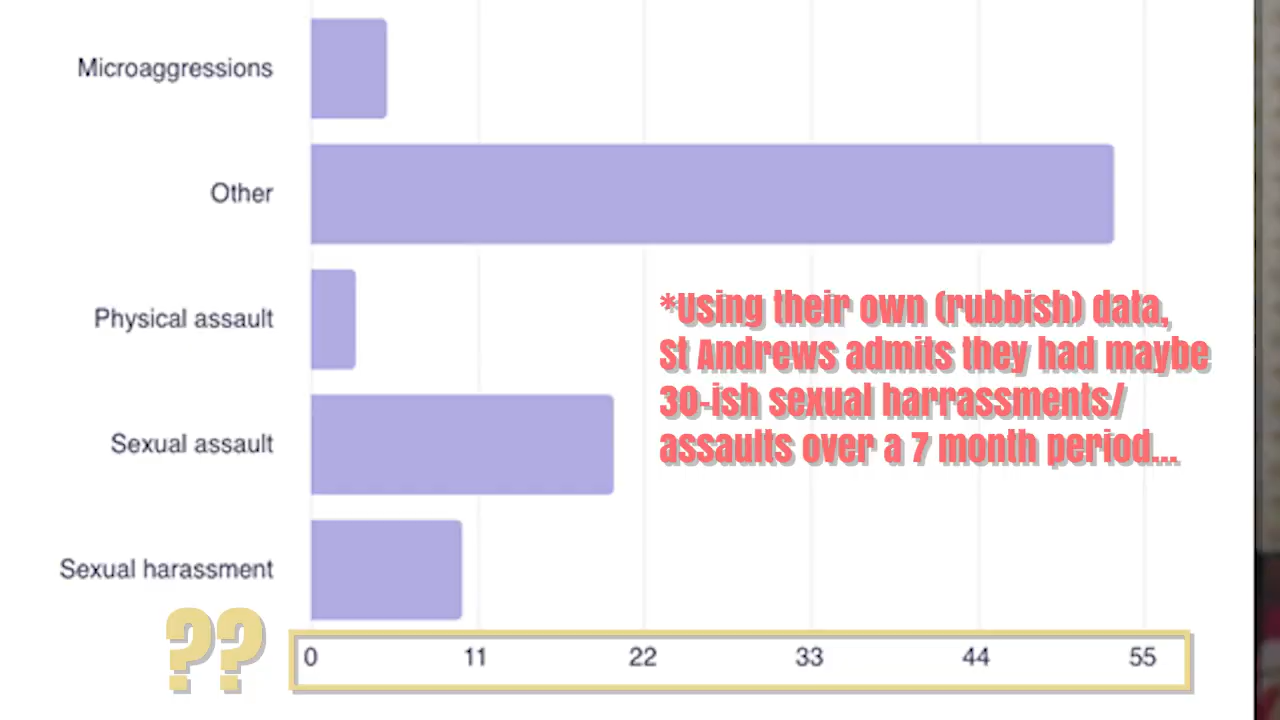 Microaggressions
Other
Physical assault
*Using their own (rubbish) data,
St Andrews admits they had maybe
30-ish sexual harrassments/
assaults over a 7 month period...
Sexual assault
Sexual harassment
??
0 11 22 33 44 55